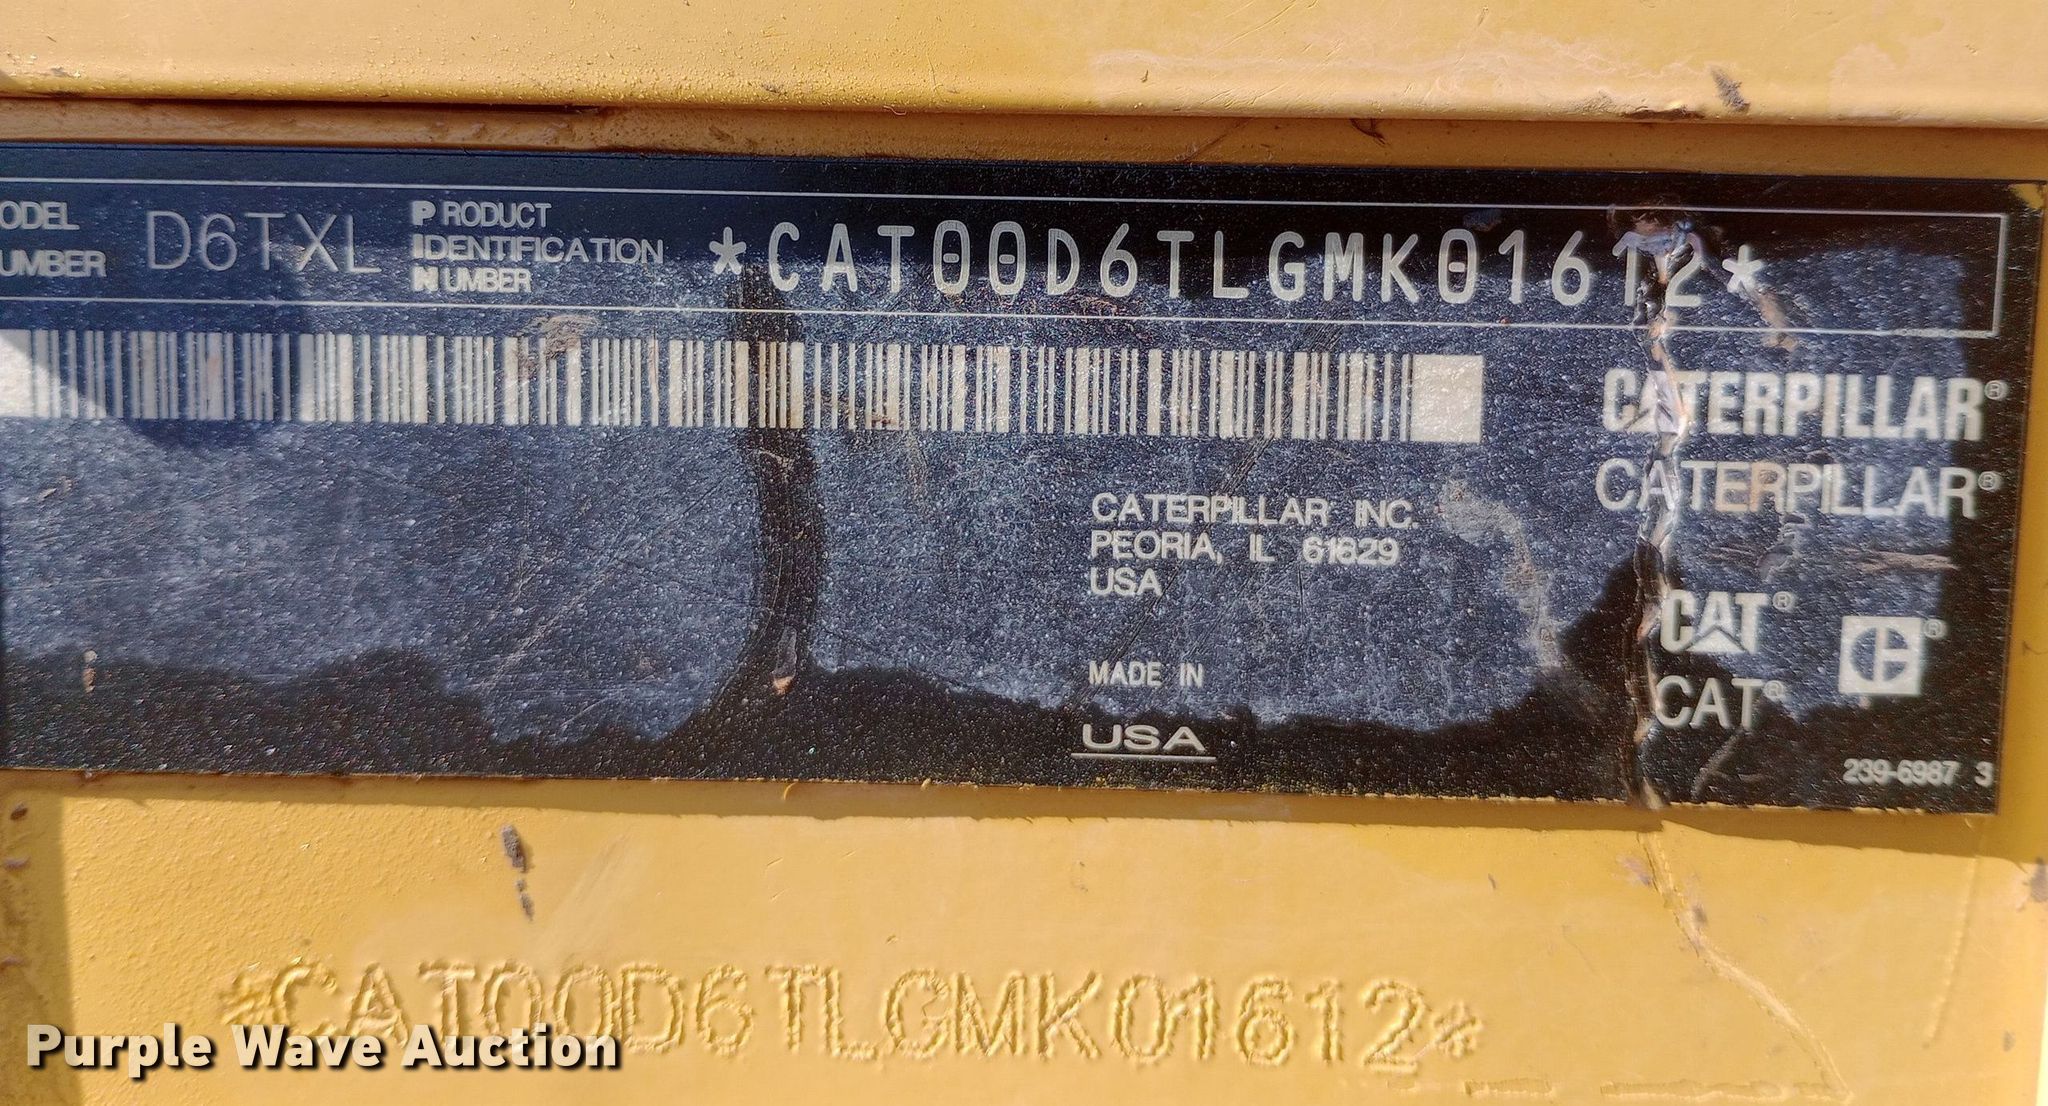 ODEL
UMBER
D6TXL
PRODUCT
IDENTIFICATION
NUMBER
*CAT00D6TLGMK01612*
CATERPILLAR®
CATERPILLAR®
CATERPILLAR INC.
PEORIA, IL 61629
USA
CAT®
CAT®
MADE IN
USA
239-6987 3
*CAT00D6TLGMK01612*
Purple Wave Auction